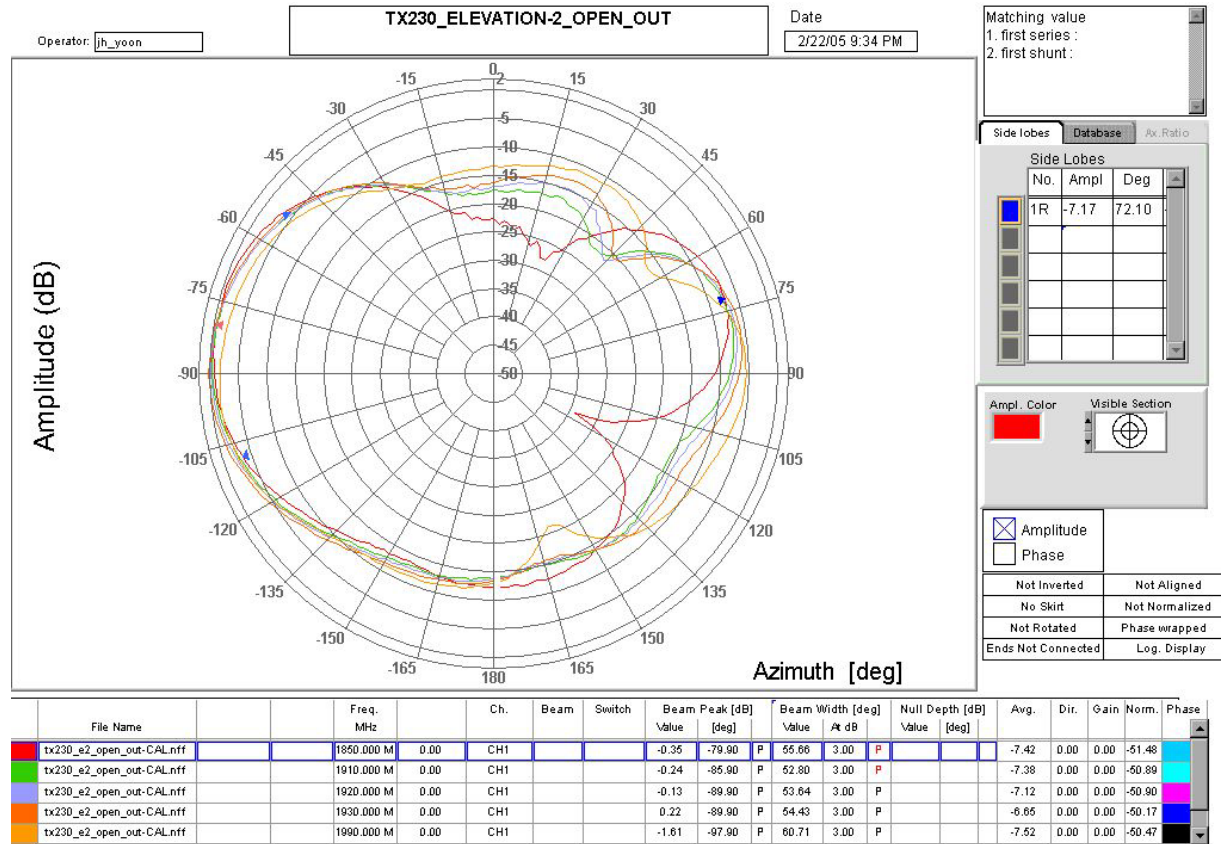 TX230_ELEVATION-2_OPEN_OUT
Operator: jh_yoon
Date
2/22/05 9:34 PM
Matching value
1. first series :
2. first shunt :
Side lobes Database Ax.Ratio
Side Lobes
No. Ampl Deg
1R -7.17 72.10
Ampl. Color Visible Section
Amplitude
Phase
Not Inverted Not Aligned
No Skirt Not Normalized
Not Rotated Phase wrapped
Ends Not Connected Log. Display
Amplitude (dB)
0
-15 15
-30 30
-45 45
-60 60
-75 75
-90 90
-105 105
-120 120
-135 135
-150 150
-165 165
180
2
-5
-10
-15
-20
-25
-30
-35
-40
-45
-50
Azimuth [deg]
File Name Freq. MHz Ch. Beam Switch Beam Peak [dB] Value [deg] Beam Width [deg] Value At dB Null Depth [dB] Value [deg] Avg. Dir. Gain Norm. Phase
tx230_e2_open_out-CAL.nff 1850.000 M 0.00 CH1 -0.35 -79.90 P 55.66 3.00 P -7.42 0.00 0.00 -51.48
tx230_e2_open_out-CAL.nff 1910.000 M 0.00 CH1 -0.24 -85.90 P 52.80 3.00 P -7.38 0.00 0.00 -50.89
tx230_e2_open_out-CAL.nff 1920.000 M 0.00 CH1 -0.13 -89.90 P 53.64 3.00 P -7.12 0.00 0.00 -50.90
tx230_e2_open_out-CAL.nff 1930.000 M 0.00 CH1 0.22 -89.90 P 54.43 3.00 P -6.65 0.00 0.00 -50.17
tx230_e2_open_out-CAL.nff 1990.000 M 0.00 CH1 -1.61 -97.90 P 60.71 3.00 P -7.52 0.00 0.00 -50.47